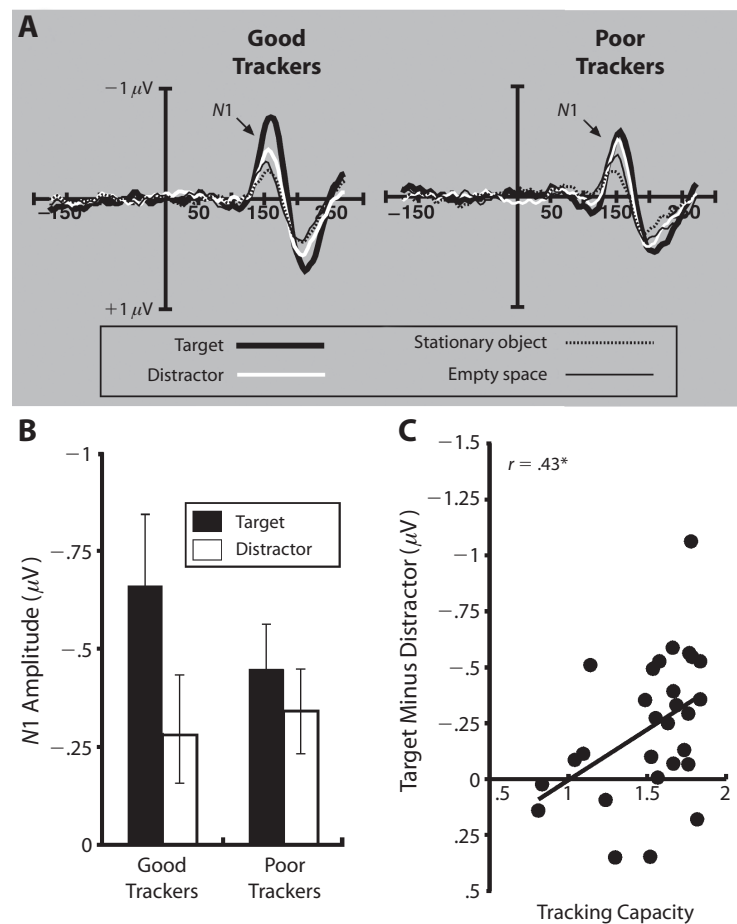 A
Good
Trackers
Poor
Trackers
−1 μV
N1
N1
−150
50
150
250
−150
50
150
250
+1 μV
Target
Stationary object
Distractor
Empty space
B
C
−1
−.75
−.5
−.25
0
N1 Amplitude (μV)
Target
Distractor
Good
Trackers
Poor
Trackers
−1.5
−1.25
−1
−.75
−.5
−.25
0
.25
.5
Target Minus Distractor (μV)
r = .43*
.5
1
1.5
2
Tracking Capacity